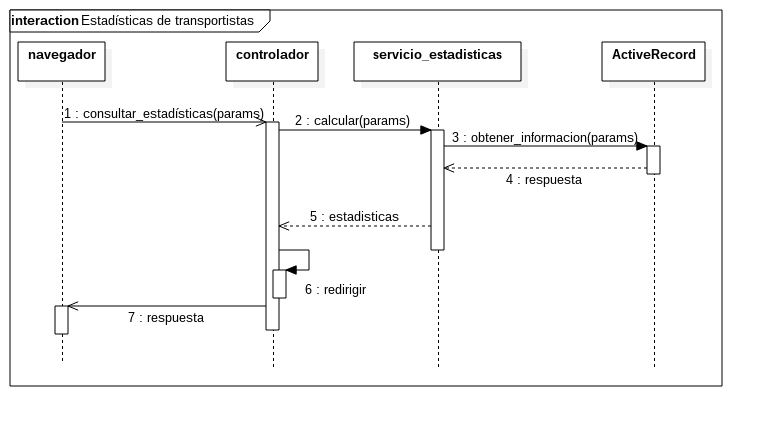 interaction Estadísticas de transportistas
navegador
controlador
servicio_estadisticas
ActiveRecord
1 : consultar_estadísticas(params)
2 : calcular(params)
3 : obtener_informacion(params)
4 : respuesta
5 : estadisticas
6 : redirigir
7 : respuesta